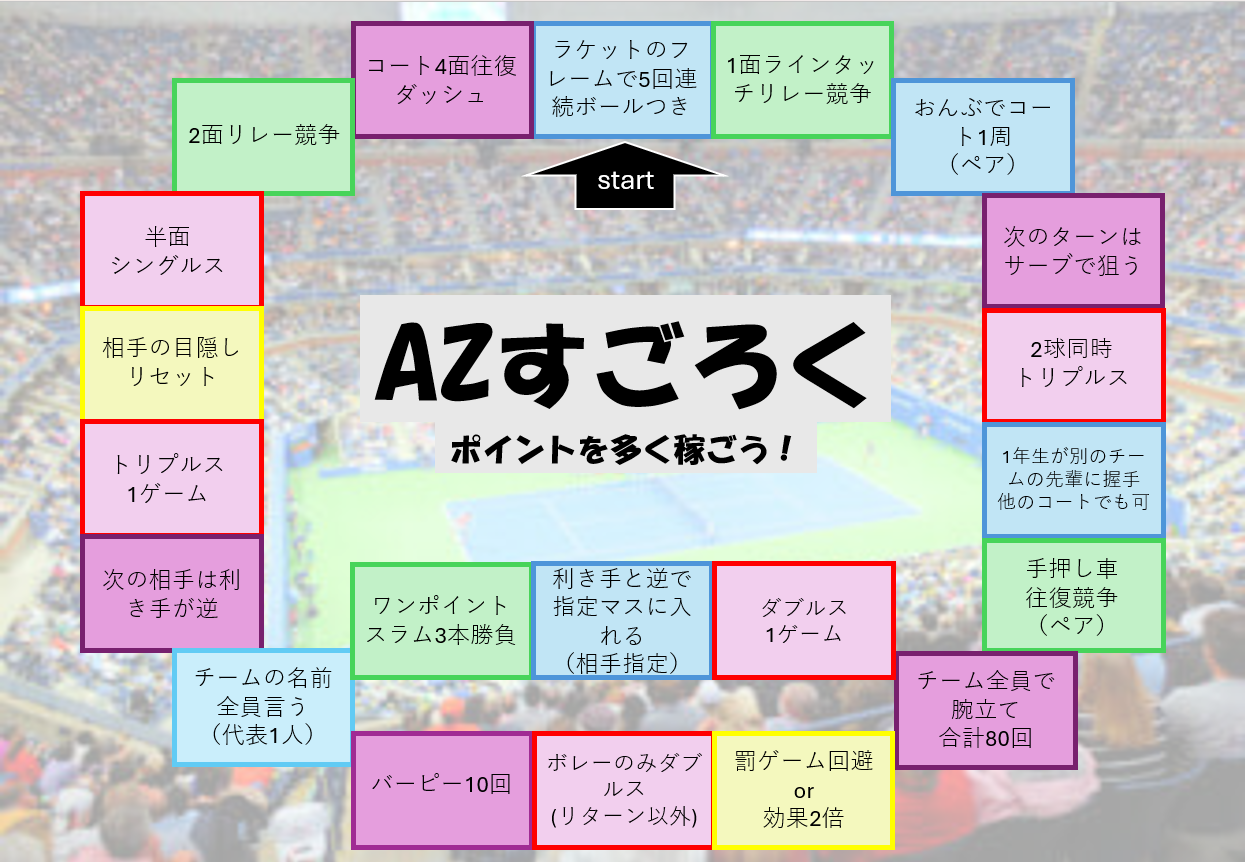 コート4面往復
ダッシュ
ラケットのフ
レームで5回連
続ボールつき
1面ラインタッ
チリレー競争
2面リレー競争
おんぶでコー
ト1周
（ペア）
start
半面
シングルス
次のターンは
サーブで狙う
相手の目隠し
リセット
AZすごろく
2球同時
トリプルス
ポイントを多く稼ごう！
トリプルス
1ゲーム
1年生が別のチー
ムの先輩に握手
他のコートでも可
次の相手は利
き手が逆
ワンポイント
スラム3本勝負
利き手と逆で
指定マスに入
れる
（相手指定）
ダブルス
1ゲーム
手押し車
往復競争
（ペア）
チームの名前
全員言う
（代表1人）
チーム全員で
腕立て
合計80回
バーピー10回
ボレーのみダブ
ルス
(リターン以外)
罰ゲーム回避
or
効果2倍